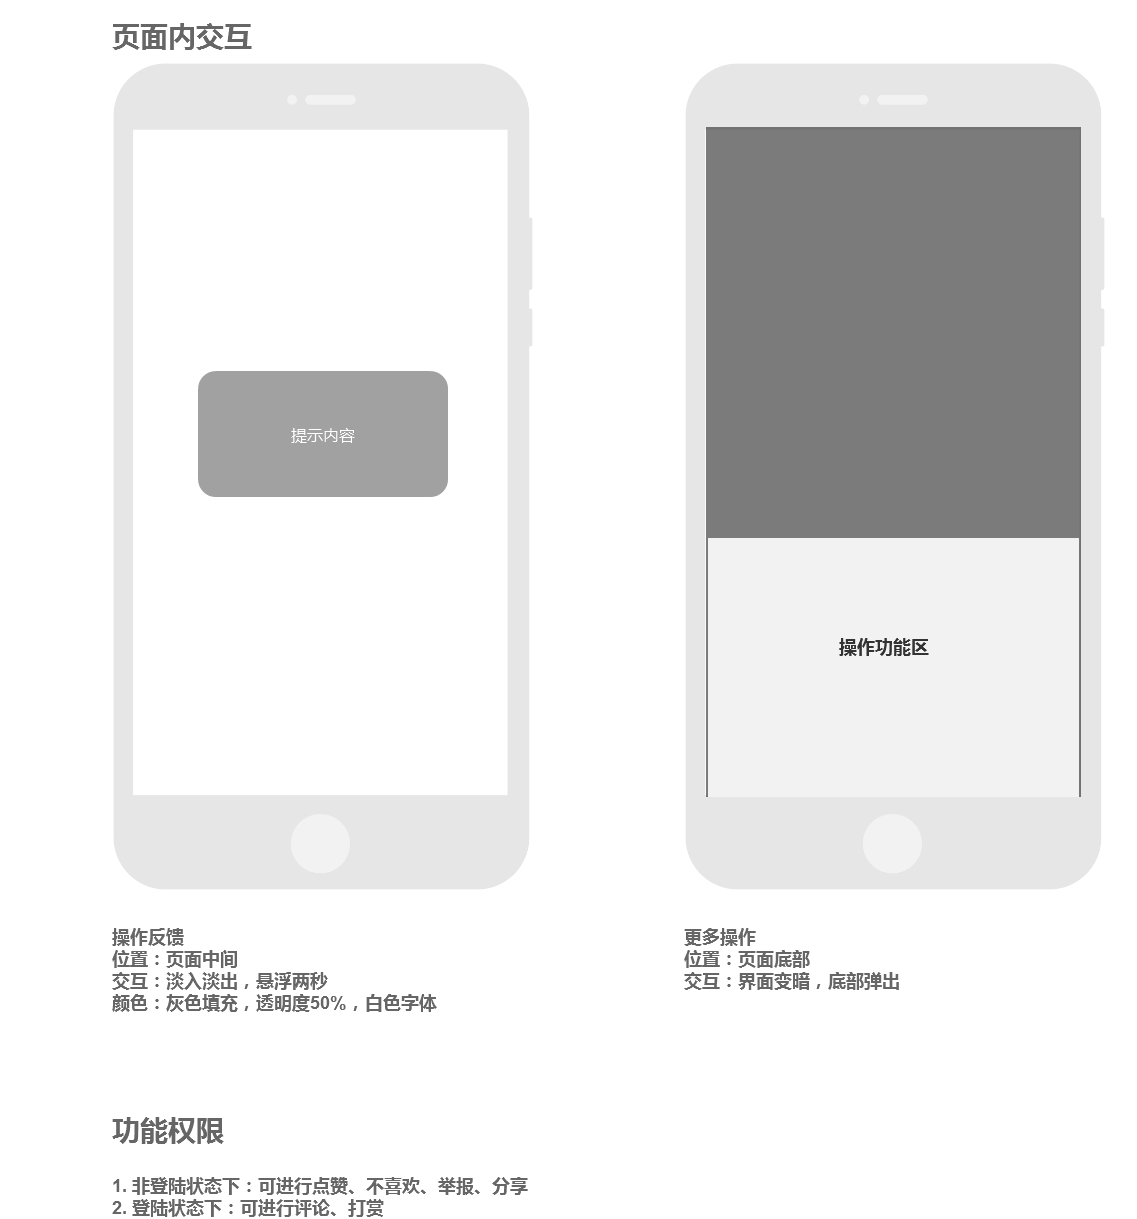 页面内交互
提示内容
操作功能区
操作反馈
位置：页面中间
交互：淡入淡出，悬浮两秒
颜色：灰色填充，透明度50%，白色字体
更多操作
位置：页面底部
交互：界面变暗，底部弹出
功能权限
1. 非登陆状态下：可进行点赞、不喜欢、举报、分享
2. 登陆状态下：可进行评论、打赏